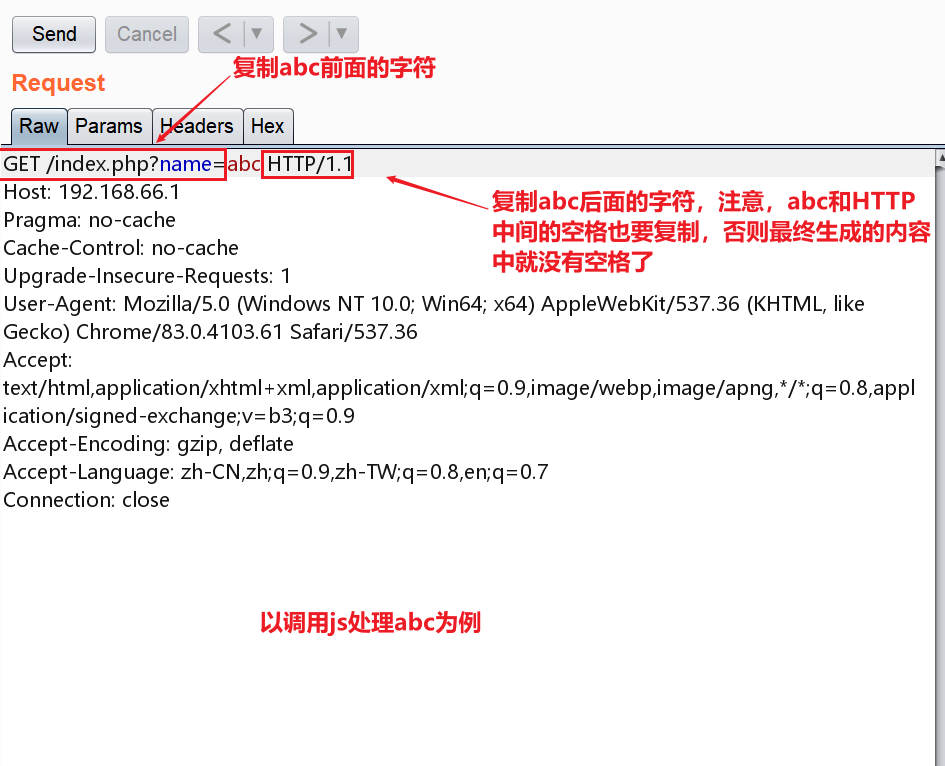 Send Cancel < ▼ > ▼
复制abc前面的字符
Request
Raw Params Headers Hex
GET /index.php?name=abc HTTP/1.1
Host: 192.168.66.1
复制abc后面的字符，注意，abc和HTTP
Pragma: no-cache
中间的空格也要复制，否则最终生成的内容
Cache-Control: no-cache
中就没有空格了
Upgrade-Insecure-Requests: 1
User-Agent: Mozilla/5.0 (Windows NT 10.0; Win64; x64) AppleWebKit/537.36 (KHTML, like
Gecko) Chrome/83.0.4103.61 Safari/537.36
Accept:
text/html,application/xhtml+xml,application/xml;q=0.9,image/webp,image/apng,*/*;q=0.8,appl
ication/signed-exchange;v=b3;q=0.9
Accept-Encoding: gzip, deflate
Accept-Language: zh-CN,zh;q=0.9,zh-TW;q=0.8,en;q=0.7
Connection: close
以调用js处理abc为例